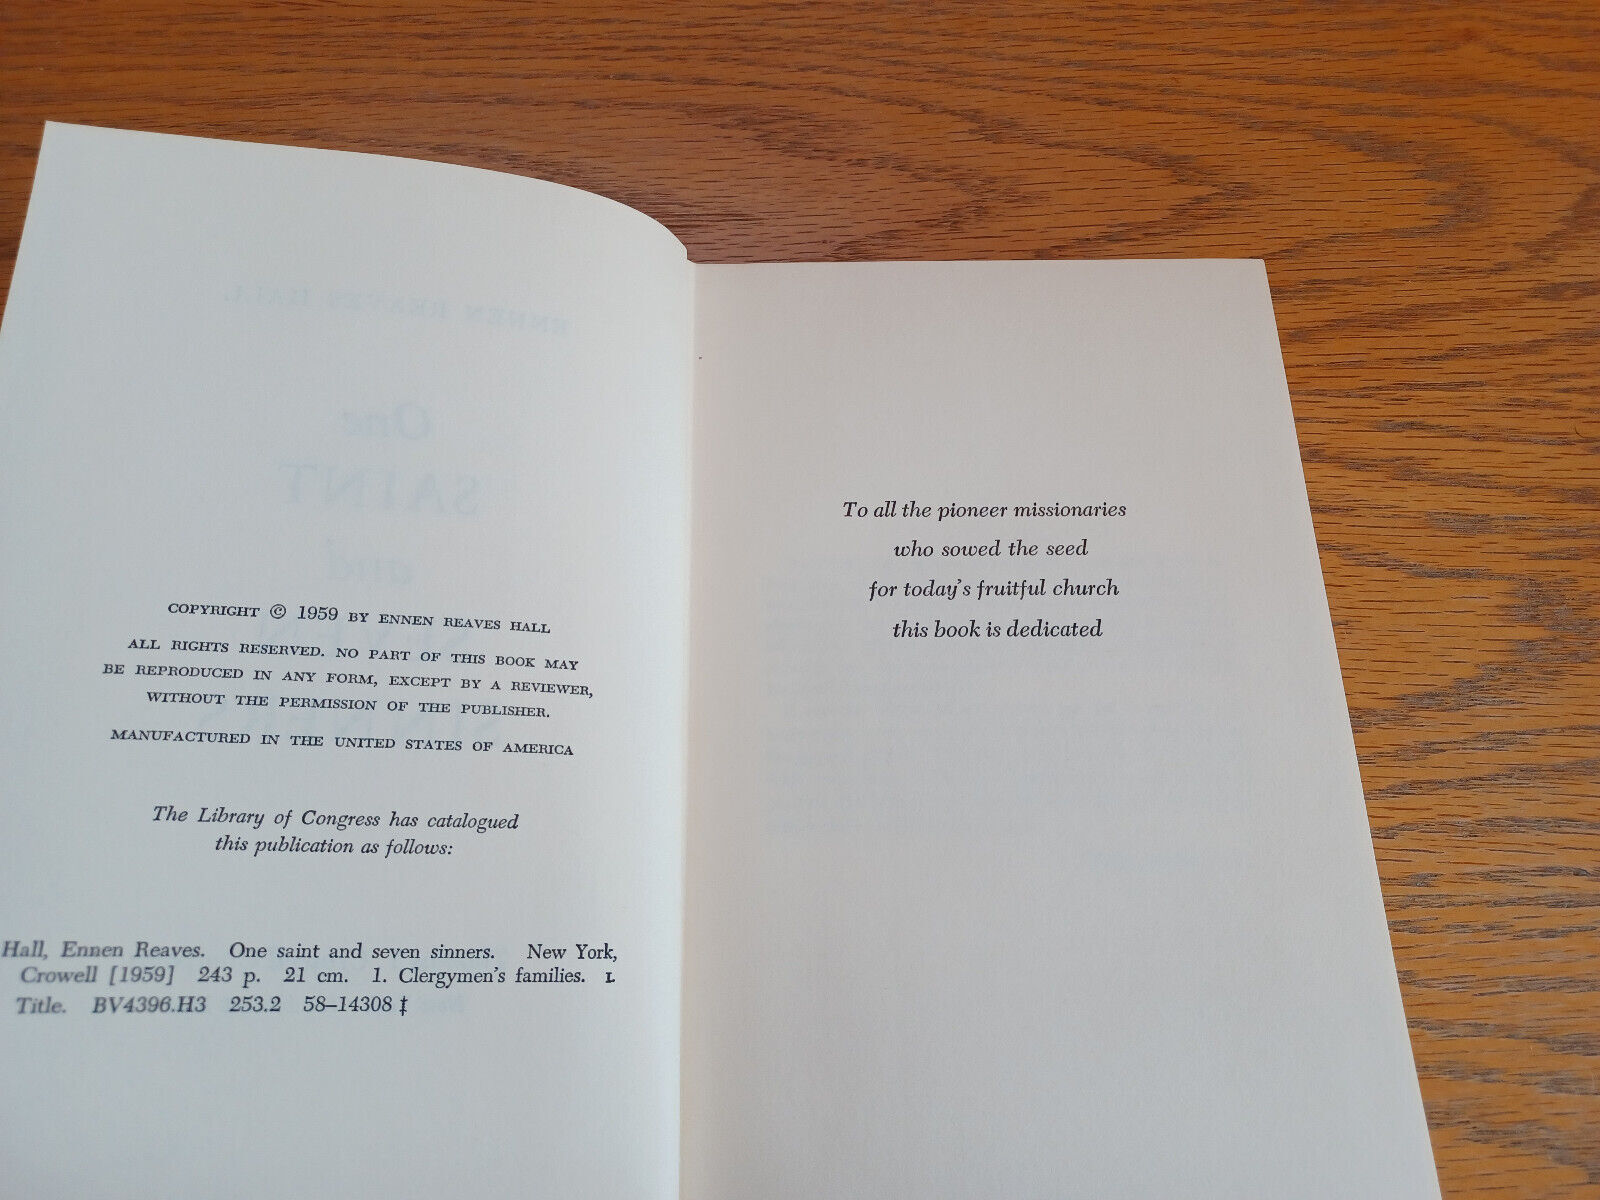 COPYRIGHT © 1959 BY ENNEN REAVES HALL
ALL RIGHTS RESERVED. NO PART OF THIS BOOK MAY
BE REPRODUCED IN ANY FORM, EXCEPT BY A REVIEWER,
WITHOUT THE PERMISSION OF THE PUBLISHER.
MANUFACTURED IN THE UNITED STATES OF AMERICA
The Library of Congress has catalogued
this publication as follows:
Hall, Ennen Reaves. One saint and seven sinners. New York,
Crowell [1959] 243 p. 21 cm. 1. Clergymen's families. I.
Title. BV4396.H3 253.2 58–14308 ‡
To all the pioneer missionaries
who sowed the seed
for today's fruitful church
this book is dedicated